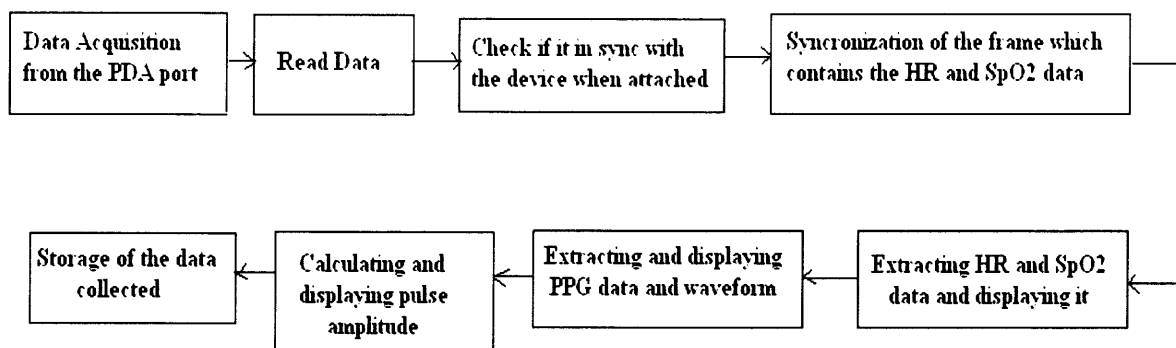 Data Acquisition
from the PDA port
Read Data
Check if it in sync with
the device when attached
Syncronization of the frame which
contains the HR and SpO2 data
Extracting HR and SpO2
data and displaying it
Extracting and displaying
PPG data and waveform
Calculating and
displaying pulse
amplitude
Storage of the data
collected